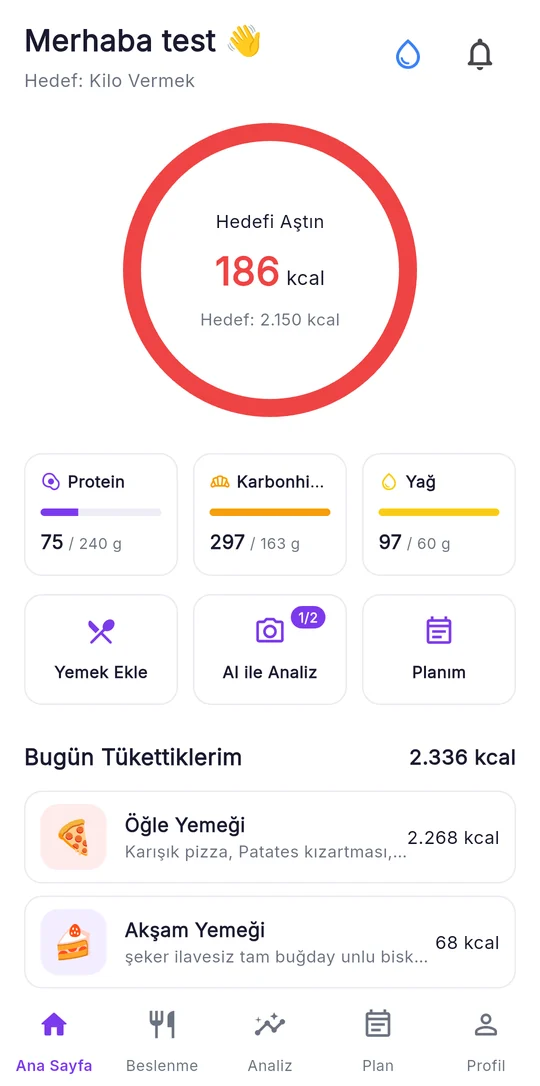 Merhaba test 👋
Hedef: Kilo Vermek
Hedefi Aştın
186 kcal
Hedef: 2.150 kcal
Protein
75 / 240 g
Karbonhi...
297 / 163 g
Yağ
97 / 60 g
Yemek Ekle
1/2
AI ile Analiz
Planım
Bugün Tükettiklerim
2.336 kcal
Öğle Yemeği
Karışık pizza, Patates kızartması,...
2.268 kcal
Akşam Yemeği
şeker ilavesiz tam buğday unlu bisk...
68 kcal
Ana Sayfa
Beslenme
Analiz
Plan
Profil